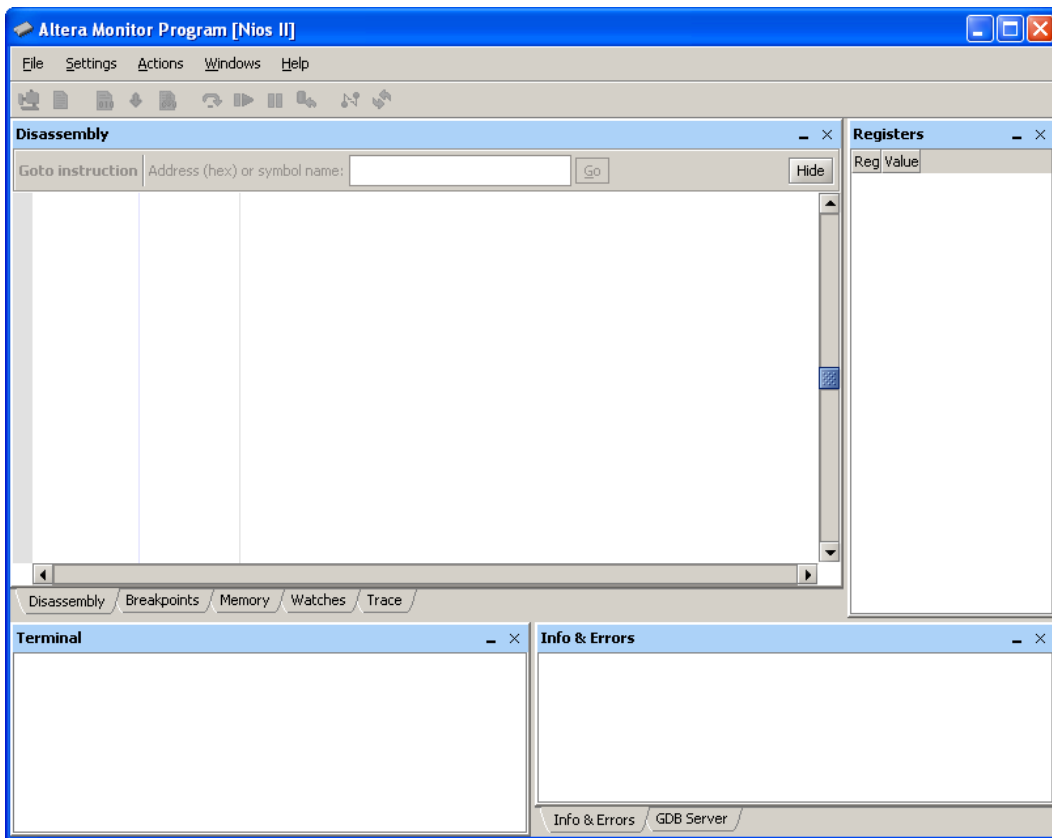 Altera Monitor Program [Nios II]
File Settings Actions Windows Help
Disassembly
Goto instruction Address (hex) or symbol name: Go Hide
Registers
Reg Value
Disassembly Breakpoints Memory Watches Trace
Terminal
Info & Errors
Info & Errors GDB Server